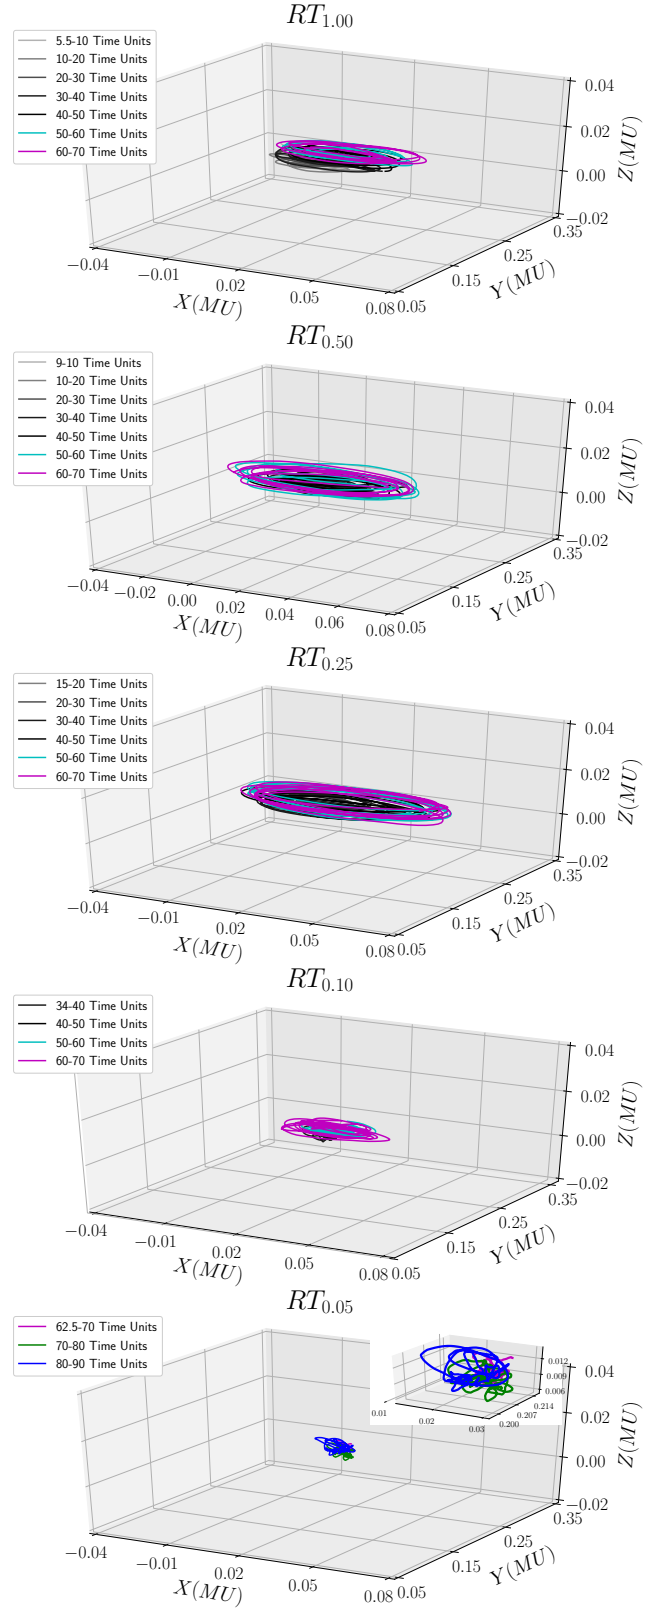 RT1.00
5.5-10 Time Units
10-20 Time Units
20-30 Time Units
30-40 Time Units
40-50 Time Units
50-60 Time Units
60-70 Time Units
0.04
0.02
0.00
−0.02
Z(MU)
0.35
0.25
0.15
0.05
Y(MU)
−0.04
−0.01
0.02
0.05
0.08
X(MU)
RT0.50
9-10 Time Units
10-20 Time Units
20-30 Time Units
30-40 Time Units
40-50 Time Units
50-60 Time Units
60-70 Time Units
0.04
0.02
0.00
−0.02
Z(MU)
0.35
0.25
0.15
0.05
Y(MU)
−0.04
−0.02
0.00
0.02
0.04
0.06
0.08
X(MU)
RT0.25
15-20 Time Units
20-30 Time Units
30-40 Time Units
40-50 Time Units
50-60 Time Units
60-70 Time Units
0.04
0.02
0.00
−0.02
Z(MU)
0.35
0.25
0.15
0.05
Y(MU)
−0.04
−0.01
0.02
0.05
0.08
X(MU)
RT0.10
34-40 Time Units
40-50 Time Units
50-60 Time Units
60-70 Time Units
0.04
0.02
0.00
−0.02
Z(MU)
0.35
0.25
0.15
0.05
Y(MU)
−0.04
−0.01
0.02
0.05
0.08
X(MU)
RT0.05
62.5-70 Time Units
70-80 Time Units
80-90 Time Units
0.012
0.009
0.006
0.214
0.207
0.200
0.01
0.02
0.03
0.04
0.02
0.00
−0.02
Z(MU)
0.35
0.25
0.15
0.05
Y(MU)
−0.04
−0.01
0.02
0.05
0.08
X(MU)